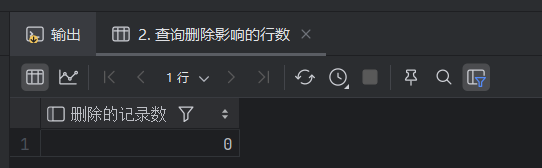 输出
2. 查询删除影响的行数
1 行
删除的记录数
1
0